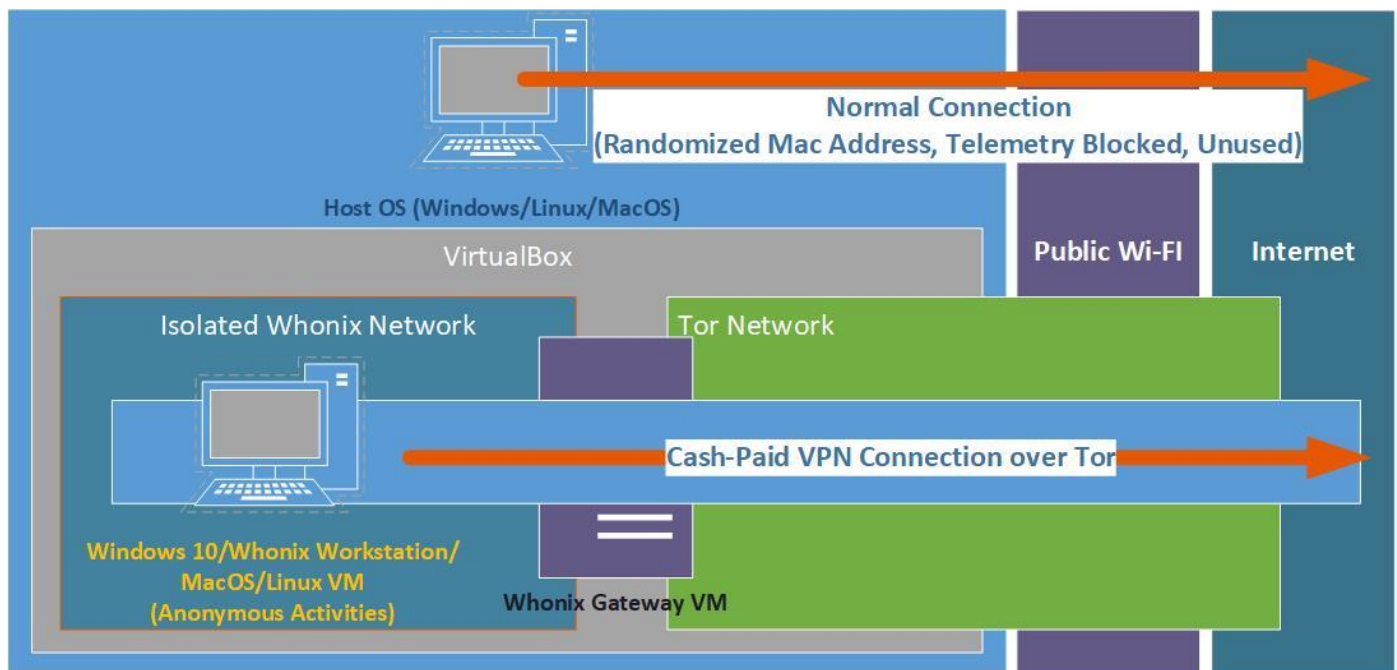 Normal Connection
(Randomized Mac Address, Telemetry Blocked, Unused)
Host OS (Windows/Linux/MacOS)
VirtualBox
Public Wi-FI
Internet
Isolated Whonix Network
Tor Network
Cash-Paid VPN Connection over Tor
Windows 10/Whonix Workstation/
MacOS/Linux VM
(Anonymous Activities)
Whonix Gateway VM